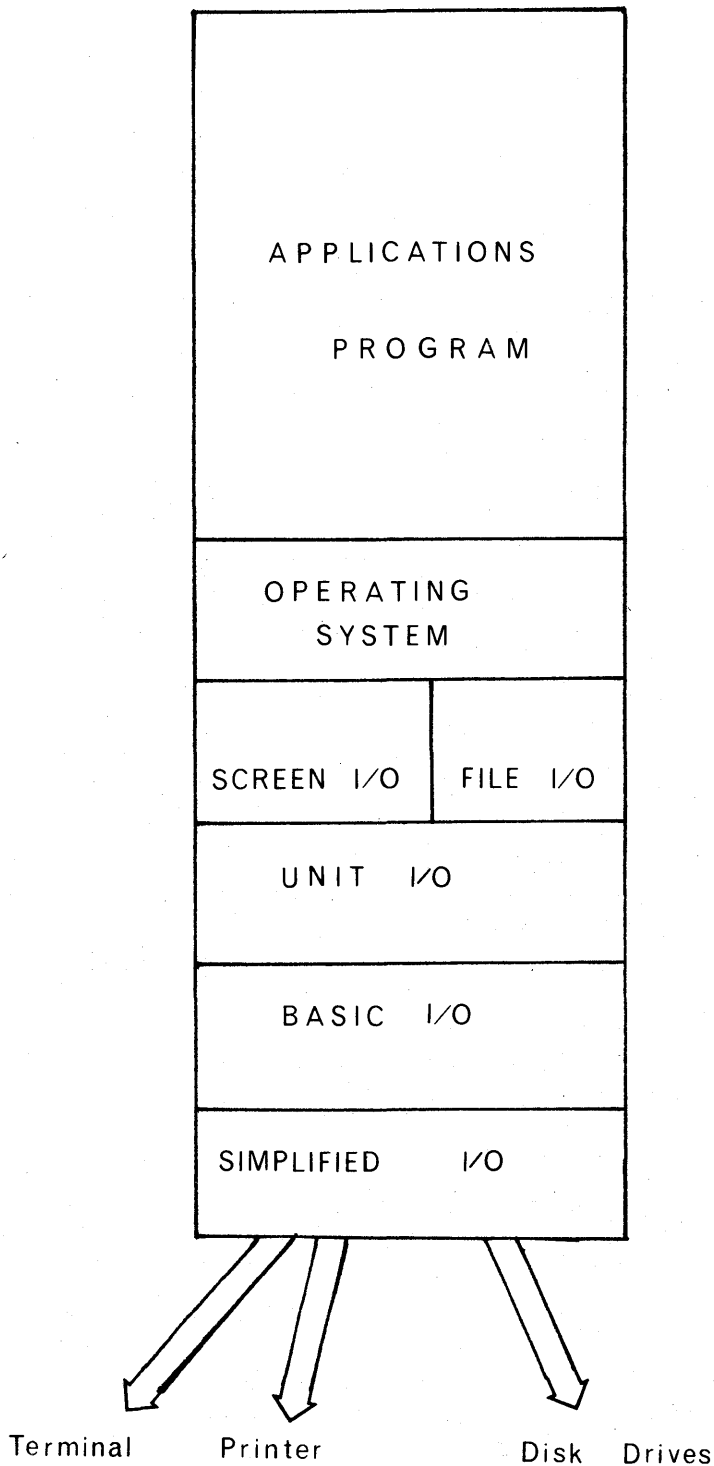 APPLICATIONS
PROGRAM
OPERATING
SYSTEM
SCREEN I/O FILE I/O
UNIT I/O
BASIC I/O
SIMPLIFIED I/O
Terminal Printer Disk Drives